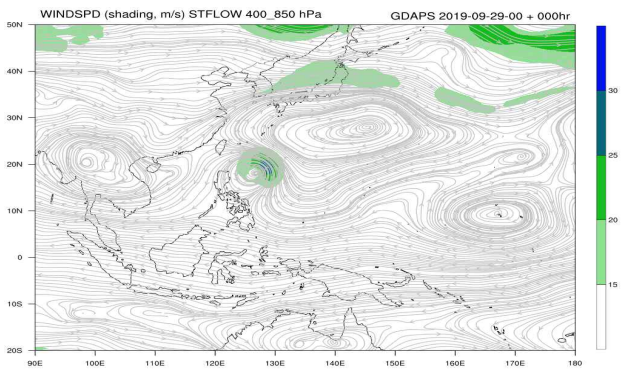 WINDSPD (shading, m/s) STFLOW 400_850 hPa GDAPS 2019-09-29-00 + 000hr
50N
40N
30N
20N
10N
0
10S
20S
90E 100E 110E 120E 130E 140E 150E 160E 170E 180
30
25
20
15